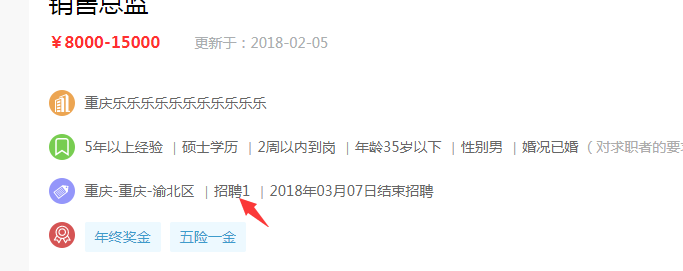 销售总监
￥8000-15000 更新于：2018-02-05
重庆乐乐乐乐乐乐乐乐乐乐乐
5年以上经验 | 硕士学历 | 2周以内到岗 | 年龄35岁以下 | 性别男 | 婚况已婚 ( 对求职者的要
重庆-重庆-渝北区 | 招聘1 | 2018年03月07日结束招聘
年终奖金 五险一金